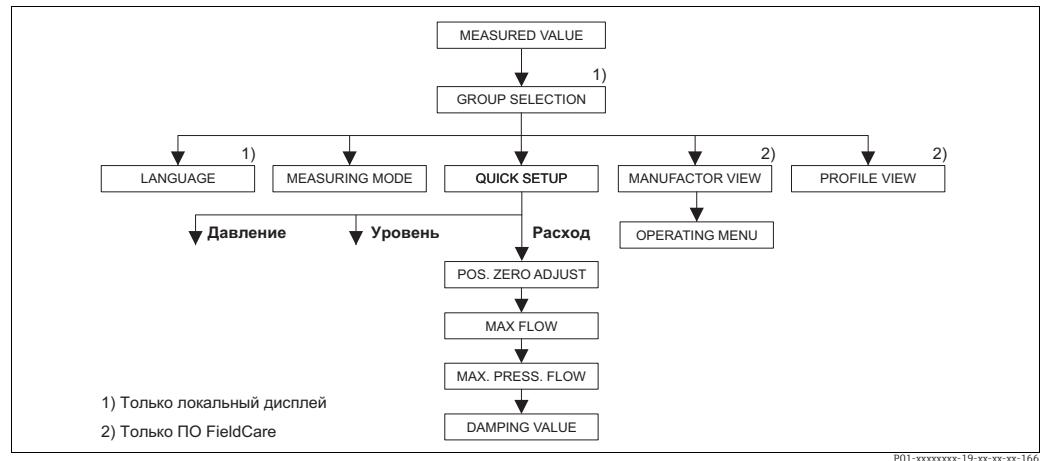 MEASURED VALUE
1)
GROUP SELECTION
1)
2)
2)
LANGUAGE
MEASURING MODE
QUICK SETUP
MANUFACTOR VIEW
PROFILE VIEW
Давление
Уровень
Расход
OPERATING MENU
POS. ZERO ADJUST
MAX FLOW
MAX. PRESS. FLOW
1) Только локальный дисплей
DAMPING VALUE
2) Только ПО FieldCare
P01-xxxxxxxx-19-xx-xx-xx-166